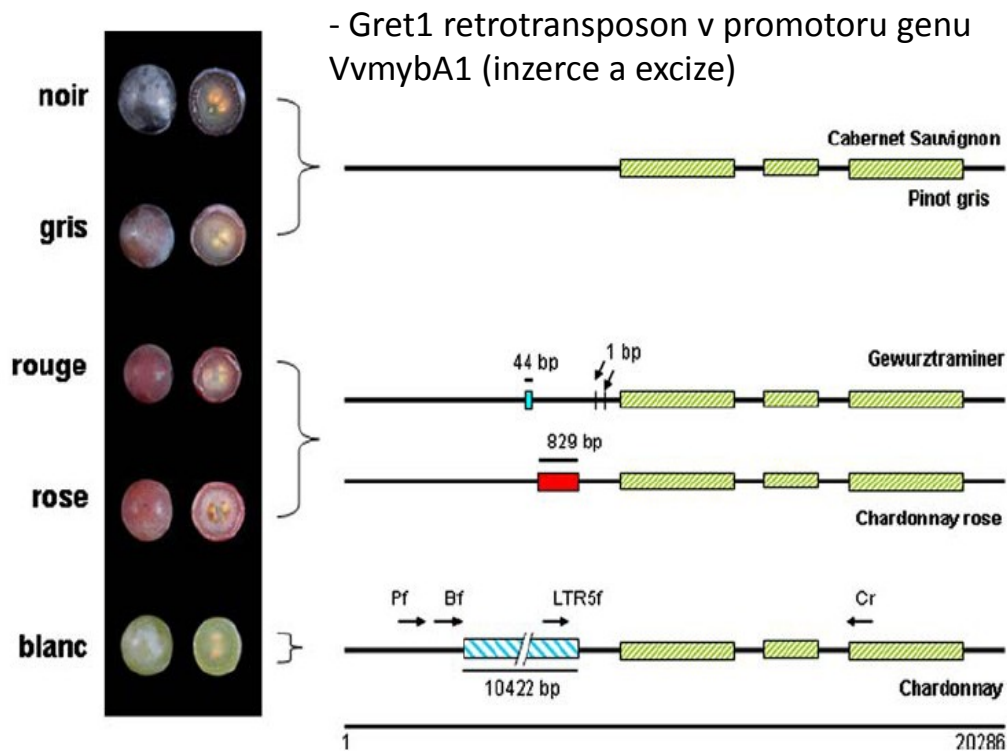 - Gret1 retrotransposon v promotoru genu
VvmybA1 (inzerce a excize)
noir
Cabernet Sauvignon
Pinot gris
gris
rouge
44 bp
1 bp
Gewurztraminer
829 bp
rose
Chardonnay rose
Pf
Bf
LTR5f
Cr
blanc
10422 bp
Chardonnay
1
20286